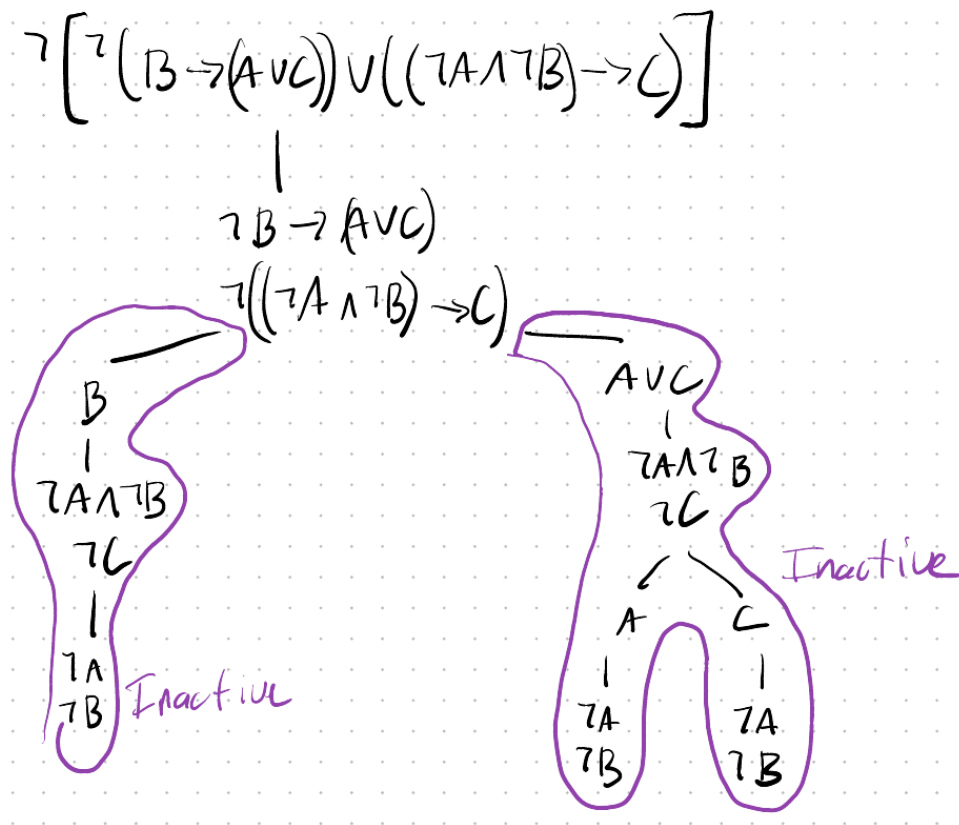 ¬[¬(B→(A∨C))∨((¬A∧¬B)→C)]
¬B→(A∨C)
¬((¬A∧¬B)→C)
B
¬A∧¬B
¬C
¬A
¬B
Inactive
A∨C
¬A∧¬B
¬C
A C
¬A ¬A
¬B ¬B
Inactive